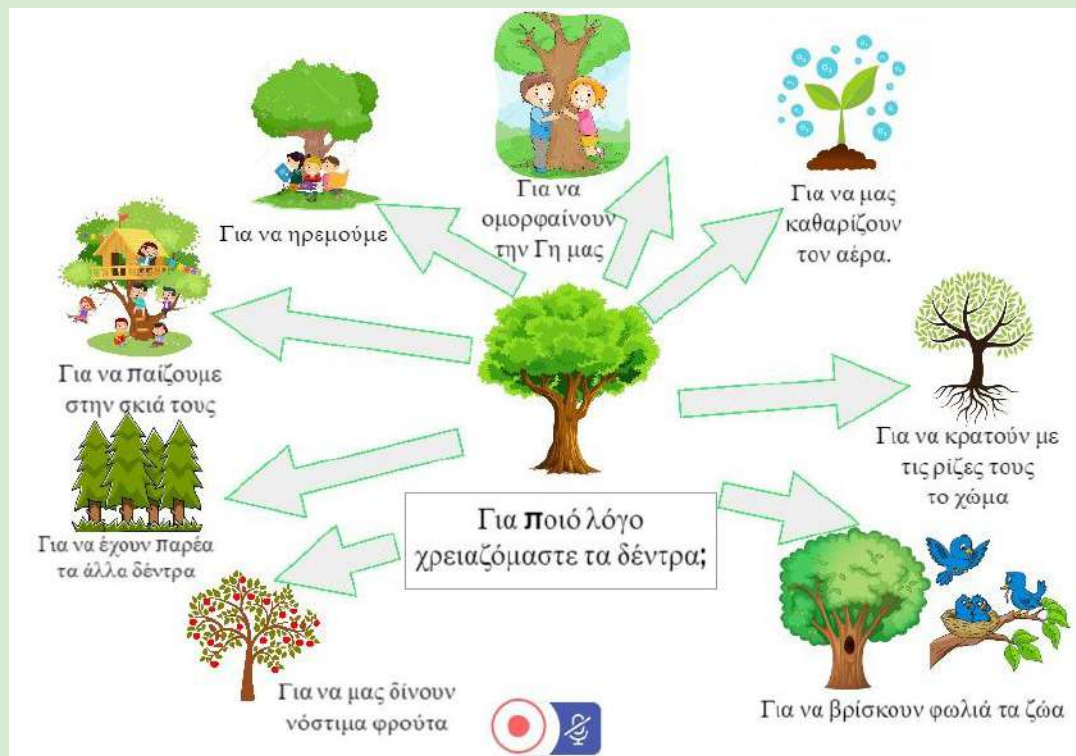 Για να ομορφαίνουν
την Γη μας
Για να μας
καθαρίζουν
τον αέρα.
Για να ηρεμούμε
Για να παίζουμε
στην σκιά τους
Για να κρατούν με
τις ρίζες τους
το χώμα
Για να έχουν παρέα
τα άλλα δέντρα
Για ποιό λόγο
χρειαζόμαστε τα δέντρα;
Για να μας δίνουν
νόστιμα φρούτα
Για να βρίσκουν φωλιά τα ζώα